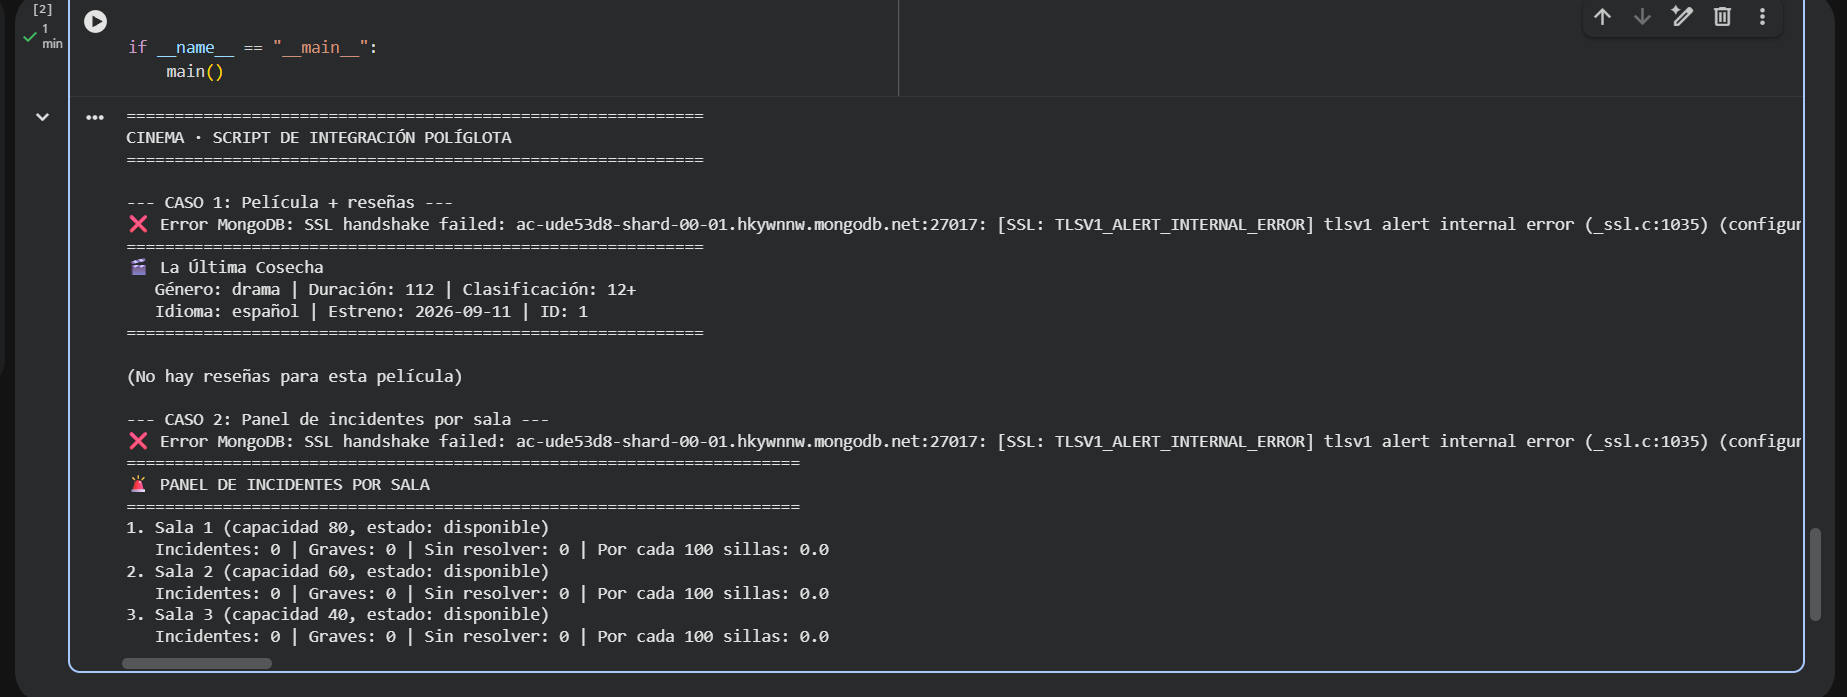 [2]
1
min
if __name__ == "__main__":
main()
============================================================
CINEMA · SCRIPT DE INTEGRACIÓN POLÍGLOTA
============================================================
--- CASO 1: Película + reseñas ---
❌ Error MongoDB: SSL handshake failed: ac-ude53d8-shard-00-01.hkywnnw.mongodb.net:27017: [SSL: TLSV1_ALERT_INTERNAL_ERROR] tlsv1 alert internal error (_ssl.c:1035) (configur
============================================================
🎬 La Última Cosecha
Género: drama | Duración: 112 | Clasificación: 12+
Idioma: español | Estreno: 2026-09-11 | ID: 1
============================================================
(No hay reseñas para esta película)
--- CASO 2: Panel de incidentes por sala ---
❌ Error MongoDB: SSL handshake failed: ac-ude53d8-shard-00-01.hkywnnw.mongodb.net:27017: [SSL: TLSV1_ALERT_INTERNAL_ERROR] tlsv1 alert internal error (_ssl.c:1035) (configur
======================================================================
🚨 PANEL DE INCIDENTES POR SALA
======================================================================
1. Sala 1 (capacidad 80, estado: disponible)
Incidentes: 0 | Graves: 0 | Sin resolver: 0 | Por cada 100 sillas: 0.0
2. Sala 2 (capacidad 60, estado: disponible)
Incidentes: 0 | Graves: 0 | Sin resolver: 0 | Por cada 100 sillas: 0.0
3. Sala 3 (capacidad 40, estado: disponible)
Incidentes: 0 | Graves: 0 | Sin resolver: 0 | Por cada 100 sillas: 0.0